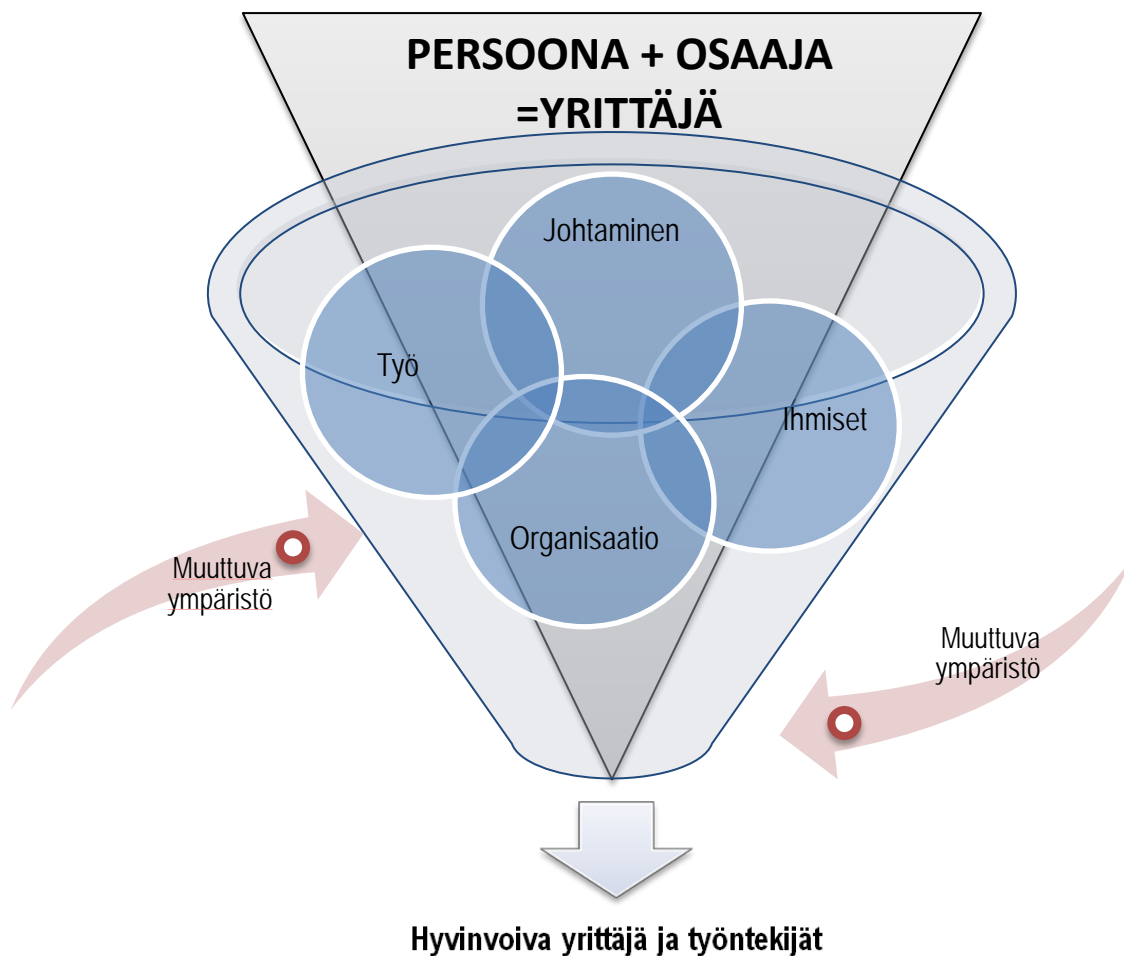 PERSOONA + OSAAJA
=YRITTÄJÄ
Johtaminen
Työ
Ihmiset
Organisaatio
Muuttuva
ympäristö
Muuttuva
ympäristö
Hyvinvoiva yrittäjä ja työntekijät